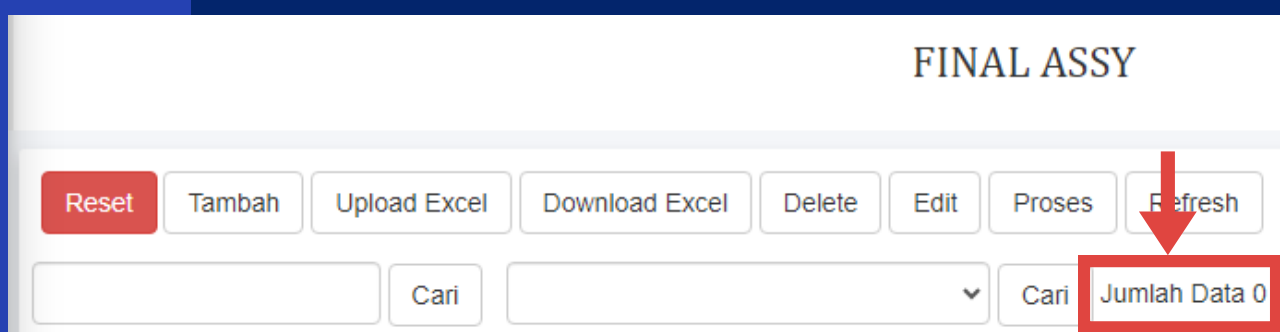 FINAL ASSY
Reset Tambah Upload Excel Download Excel Delete Edit Proses Refresh
Cari Cari Jumlah Data 0